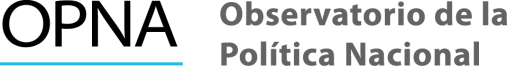 OPNA
Observatorio de la
Política Nacional